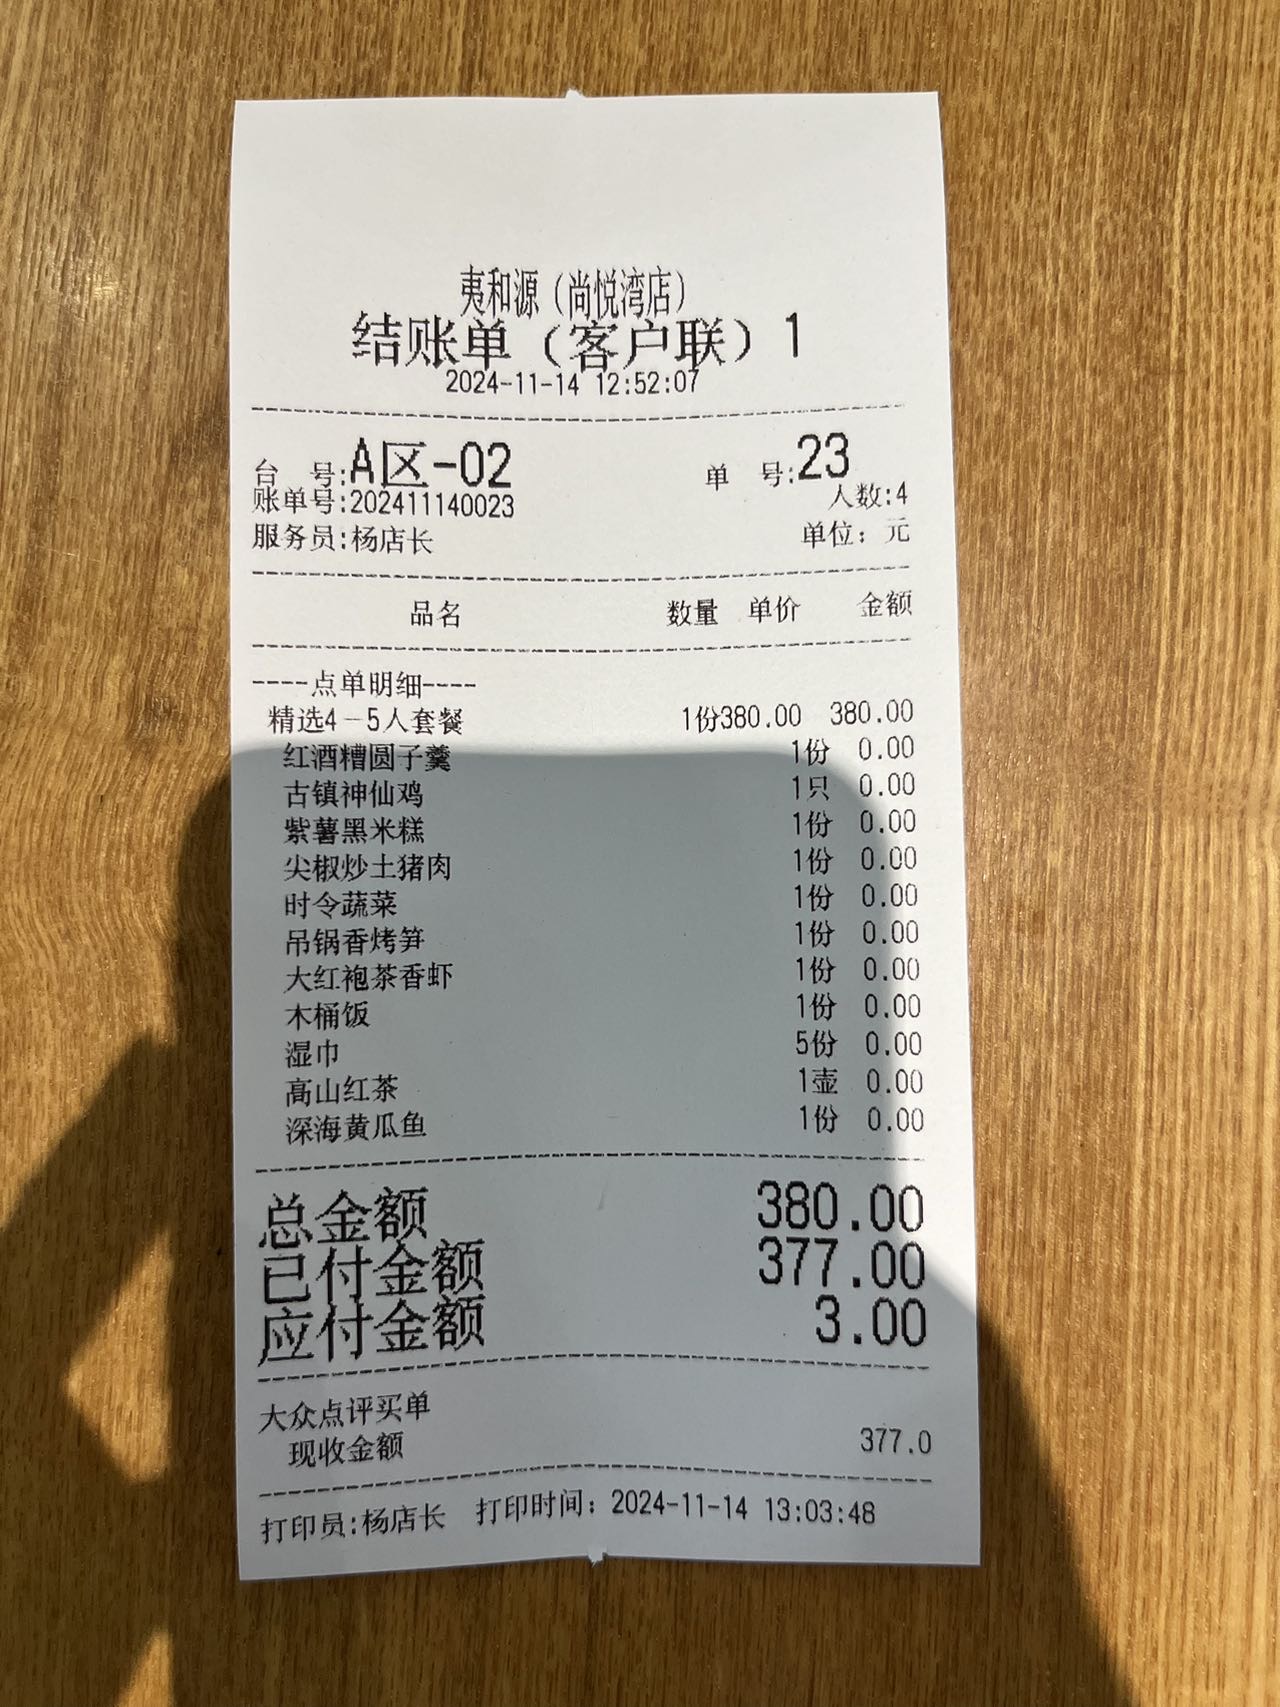 夷和源（尚悦湾店）
结账单（客户联）1
2024-11-14 12:52:07
台　号:A区-02　单　号:23
账单号:202411140023　人数:4
服务员:杨店长　单位：元
品名　数量　单价　金额
----点单明细----
精选4－5人套餐　1份380.00　380.00
红酒糟圆子羹　1份　0.00
古镇神仙鸡　1只　0.00
紫薯黑米糕　1份　0.00
尖椒炒土猪肉　1份　0.00
时令蔬菜　1份　0.00
吊锅香烤笋　1份　0.00
大红袍茶香虾　1份　0.00
木桶饭　1份　0.00
湿巾　5份　0.00
高山红茶　1壶　0.00
深海黄瓜鱼　1份　0.00
总金额　380.00
已付金额　377.00
应付金额　3.00
大众点评买单
现收金额　377.0
打印员:杨店长　打印时间：2024-11-14 13:03:48